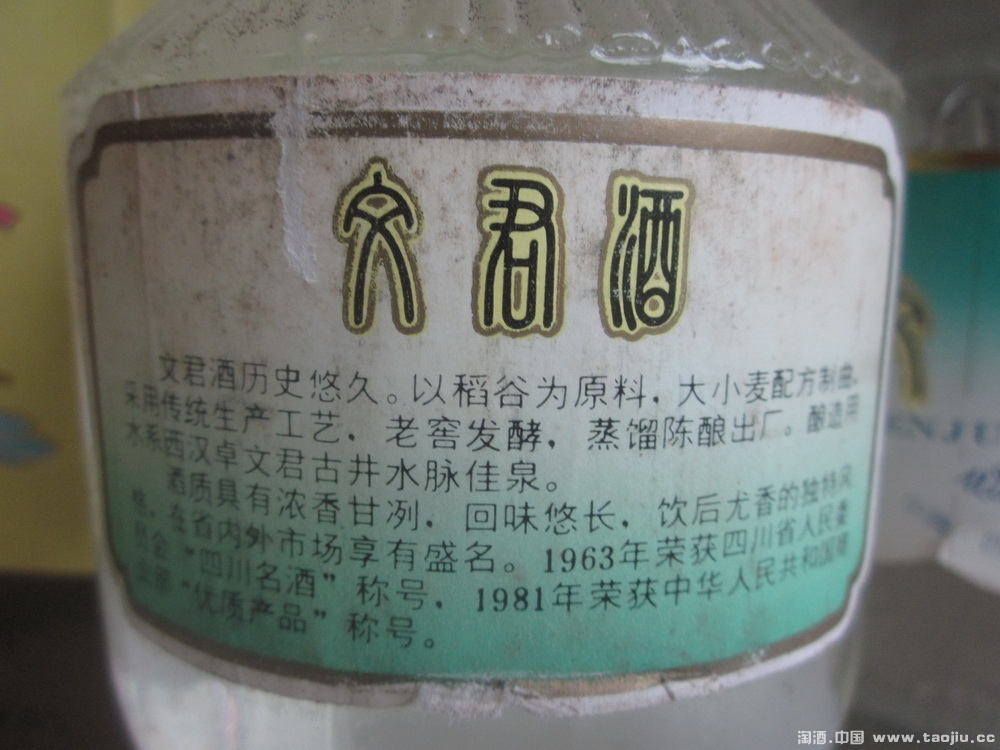 文君酒
文君酒历史悠久。以稻谷为原料，大小麦配方制曲，
采用传统生产工艺，老窖发酵，蒸馏陈酿出厂。酿造用
水系西汉卓文君古井水脉佳泉。
酒质具有浓香甘冽，回味悠长，饮后尤香的独特风
格，在省内外市场享有盛名。1963年荣获四川省人民委
员会“四川名酒”称号，1981年荣获中华人民共和国商
业部“优质产品”称号。
ENJU
淘酒.中国 www.taojiu.cc